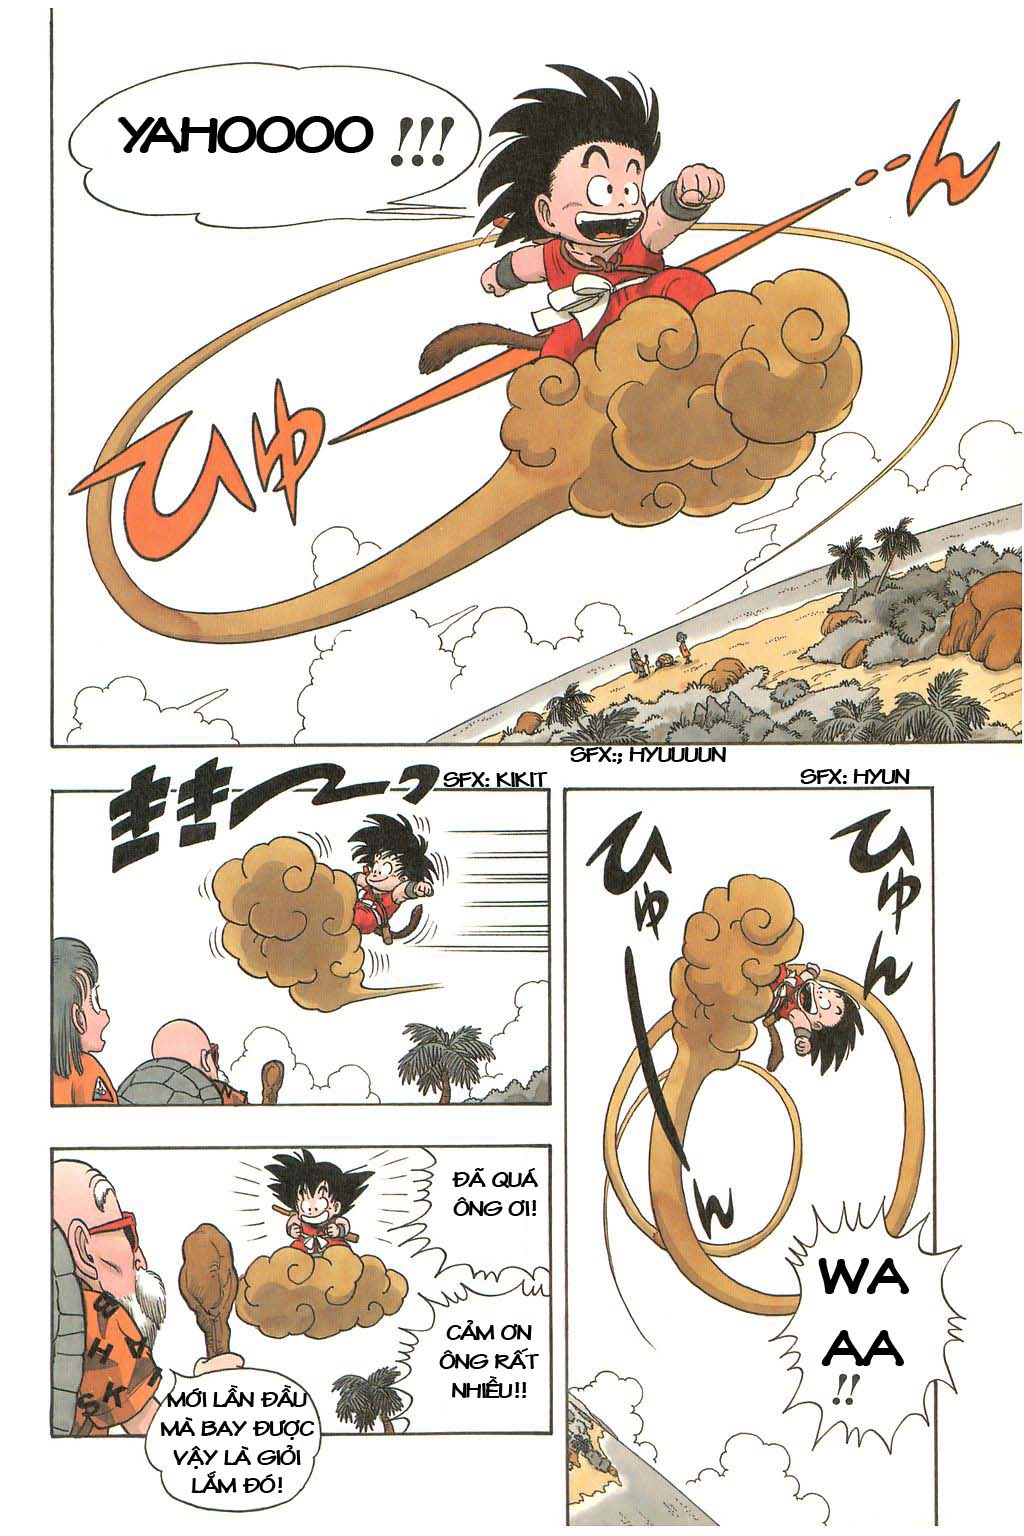 YAHOOOO !!!
ひゅ
ん
SFX:; HYUUUUN
SFX: HYUN
ひゅん
ひゅ
ん
WA
AA
!!
SFX: KIKIT
きき〜っ
ĐÃ QUÁ
ÔNG ƠI!
CẢM ƠN
ÔNG RẤT
NHIỀU!!
MỚI LẦN ĐẦU
MÀ BAY ĐƯỢC
VẬY LÀ GIỎI
LẮM ĐÓ!